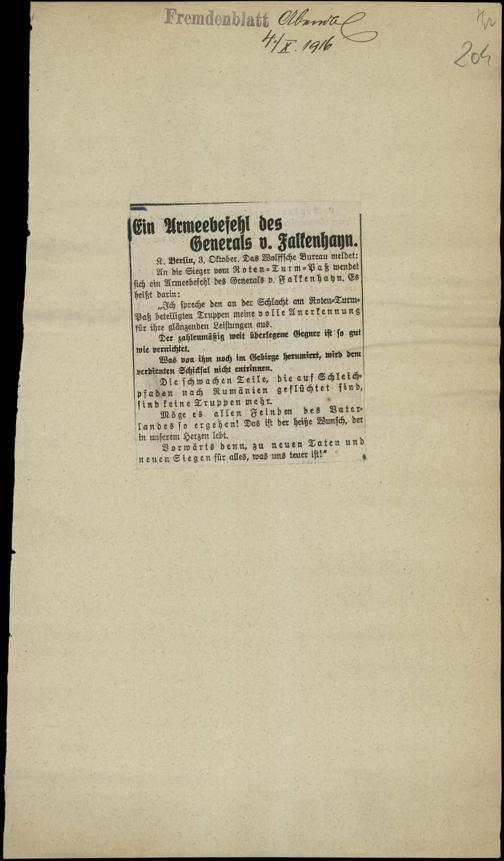 Fremdenblatt Abend
4./X. 1916
204
Ein Armeebefehl des
Generals v. Falkenhayn.
K. Berlin, 3. Oktober. Das Wolffsche Bureau meldet:
An die Sieger vom Roten-Turm-Paß wendet
sich ein Armeebefehl des Generals v. Falkenhayn. Es
heißt darin:
„Ich spreche den an der Schlacht am Roten-Turm-
Paß beteiligten Truppen meine volle Anerkennung
für ihre glänzenden Leistungen aus.
Der zahlenmäßig weit überlegene Gegner ist so gut
wie vernichtet.
Was von ihm noch im Gebirge herumirrt, wird dem
verdienten Schicksal nicht entrinnen.
Die schwachen Teile, die auf Schleich-
pfaden nach Rumänien geflüchtet sind,
sind keine Truppen mehr.
Möge es allen Feinden des Vater-
landes so ergehen! Das ist der heiße Wunsch, der
in unserem Herzen lebt.
Vorwärts denn, zu neuen Taten und
neuen Siegen für alles, was uns teuer ist!"